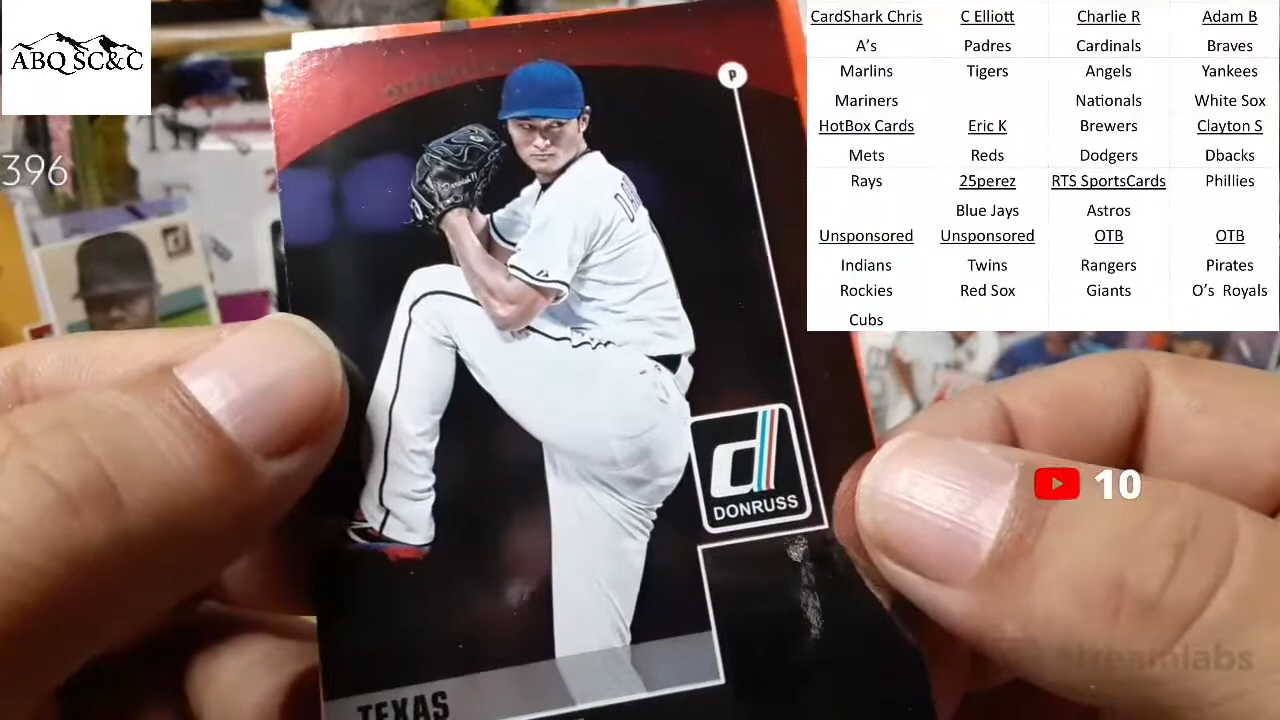 ABQ SC&C
396
CardShark Chris C Elliott Charlie R Adam B
A's Padres Cardinals Braves
Marlins Tigers Angels Yankees
Mariners Nationals White Sox
HotBox Cards Eric K Brewers Clayton S
Mets Reds Dodgers Dbanks
Rays 25perez RTS SportsCards Phillies
Blue Jays Astros
Unsponsored Unsponsored OTB OTB
Indians Twins Rangers Pirates
Rockies Red Sox Giants O's Royals
Cubs
P
d
DONRUSS
TEXAS
10